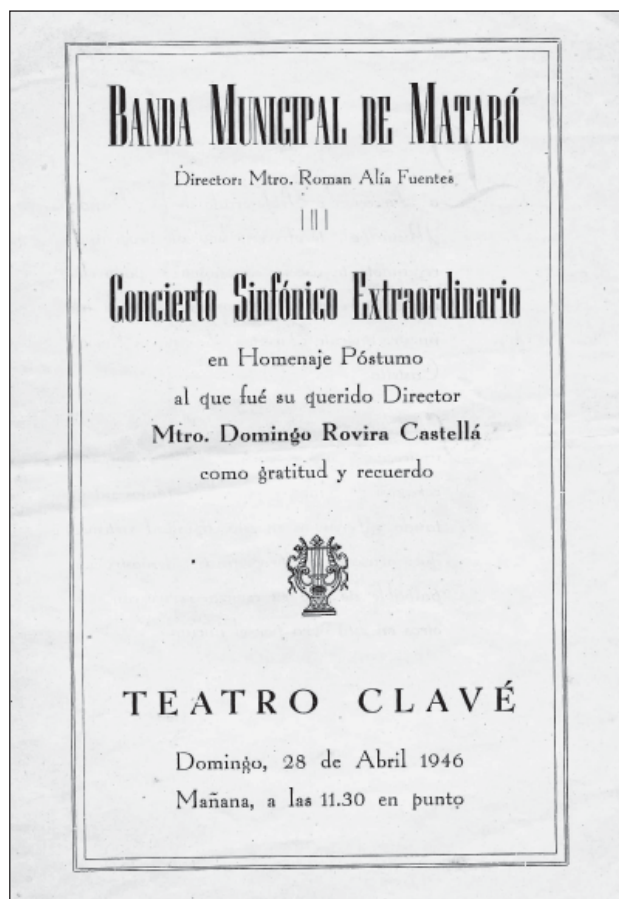 BANDA MUNICIPAL DE MATARÓ
Director: Mtro. Roman Alía Fuentes
Concierto Sinfónico Extraordinario
en Homenaje Póstumo
al que fué su querido Director
Mtro. Domingo Rovira Castellá
como gratitud y recuerdo
TEATRO CLAVÉ
Domingo, 28 de Abril 1946
Mañana, a las 11.30 en punto